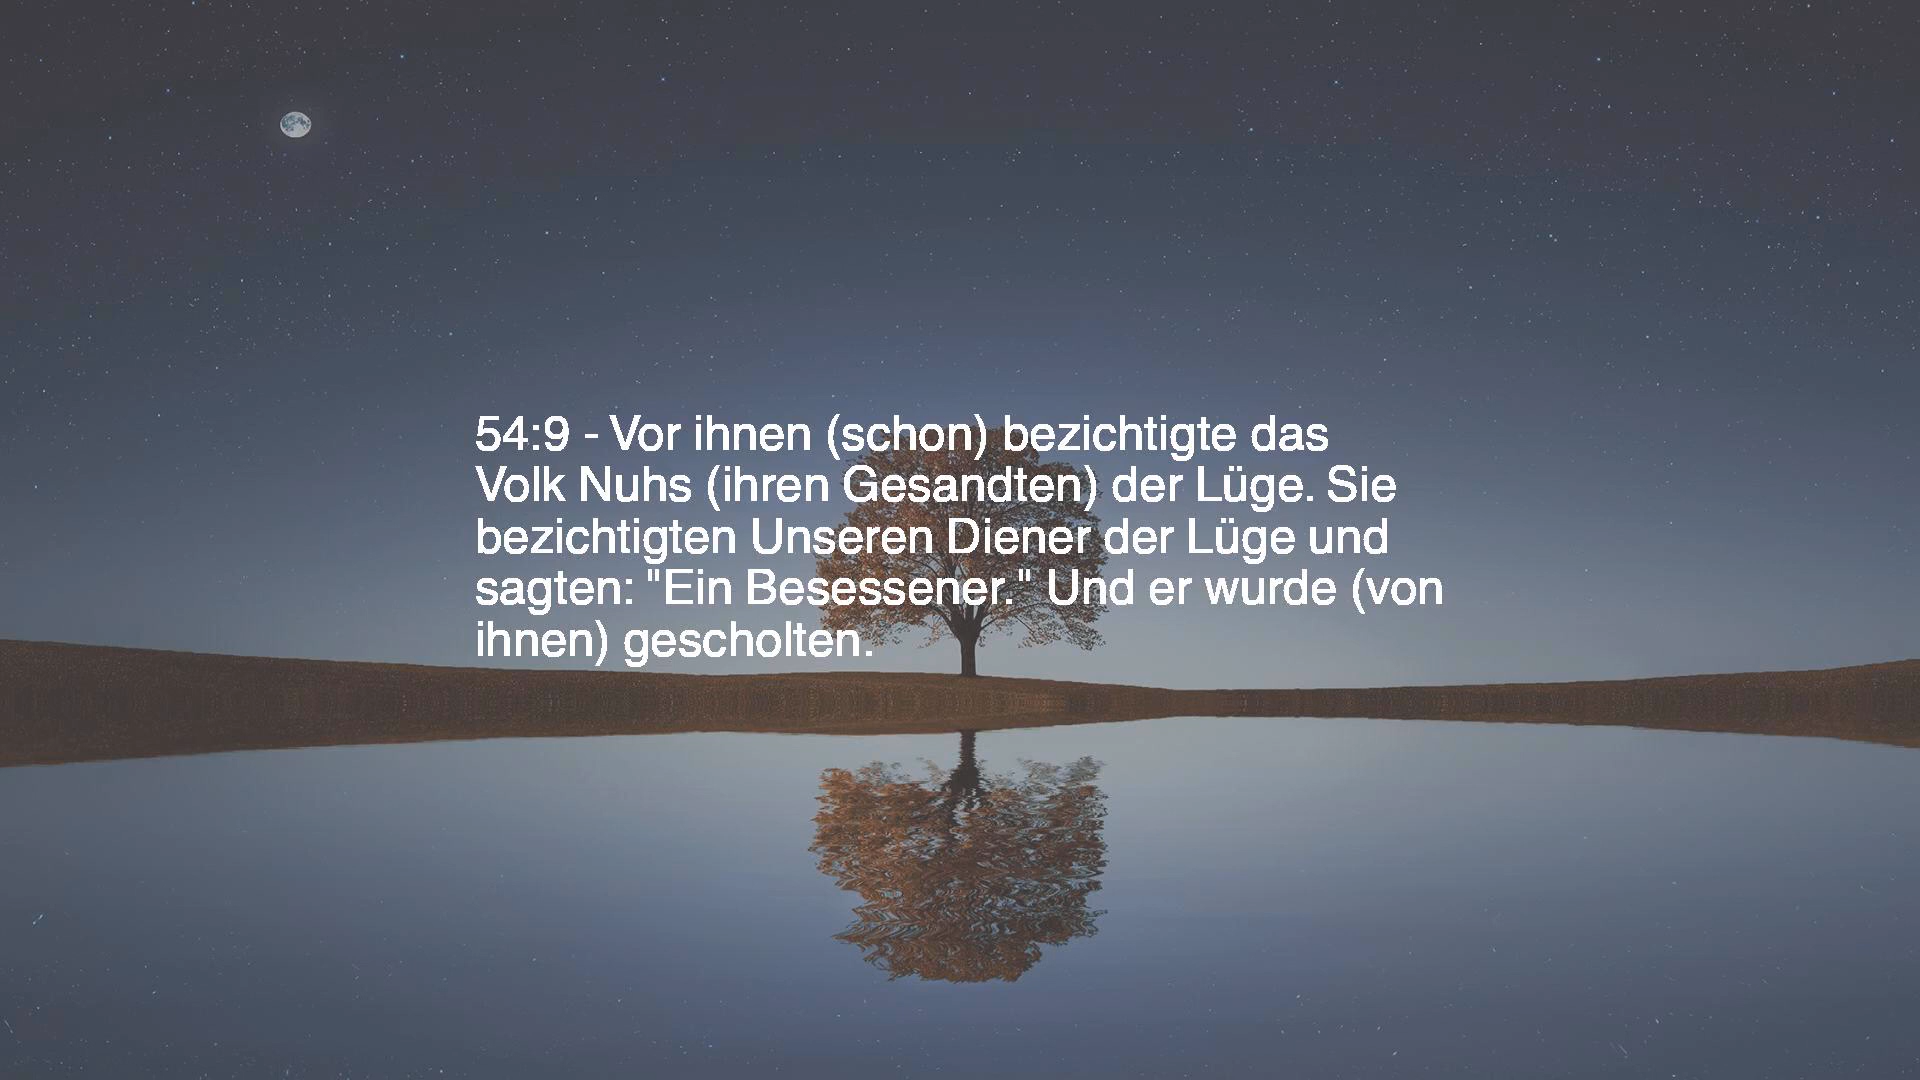 54:9 - Vor ihnen (schon) bezichtigte das
Volk Nuhs (ihren Gesandten) der Lüge. Sie
bezichtigten Unseren Diener der Lüge und
sagten: "Ein Besessener." Und er wurde (von
ihnen) gescholten.